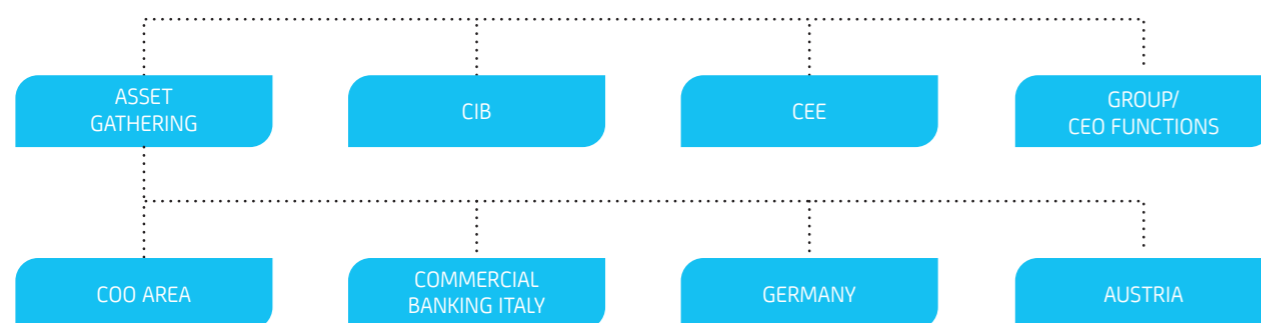 ASSET
GATHERING
CIB
CEE
GROUP/
CEO FUNCTIONS
COO AREA
COMMERCIAL
BANKING ITALY
GERMANY
AUSTRIA